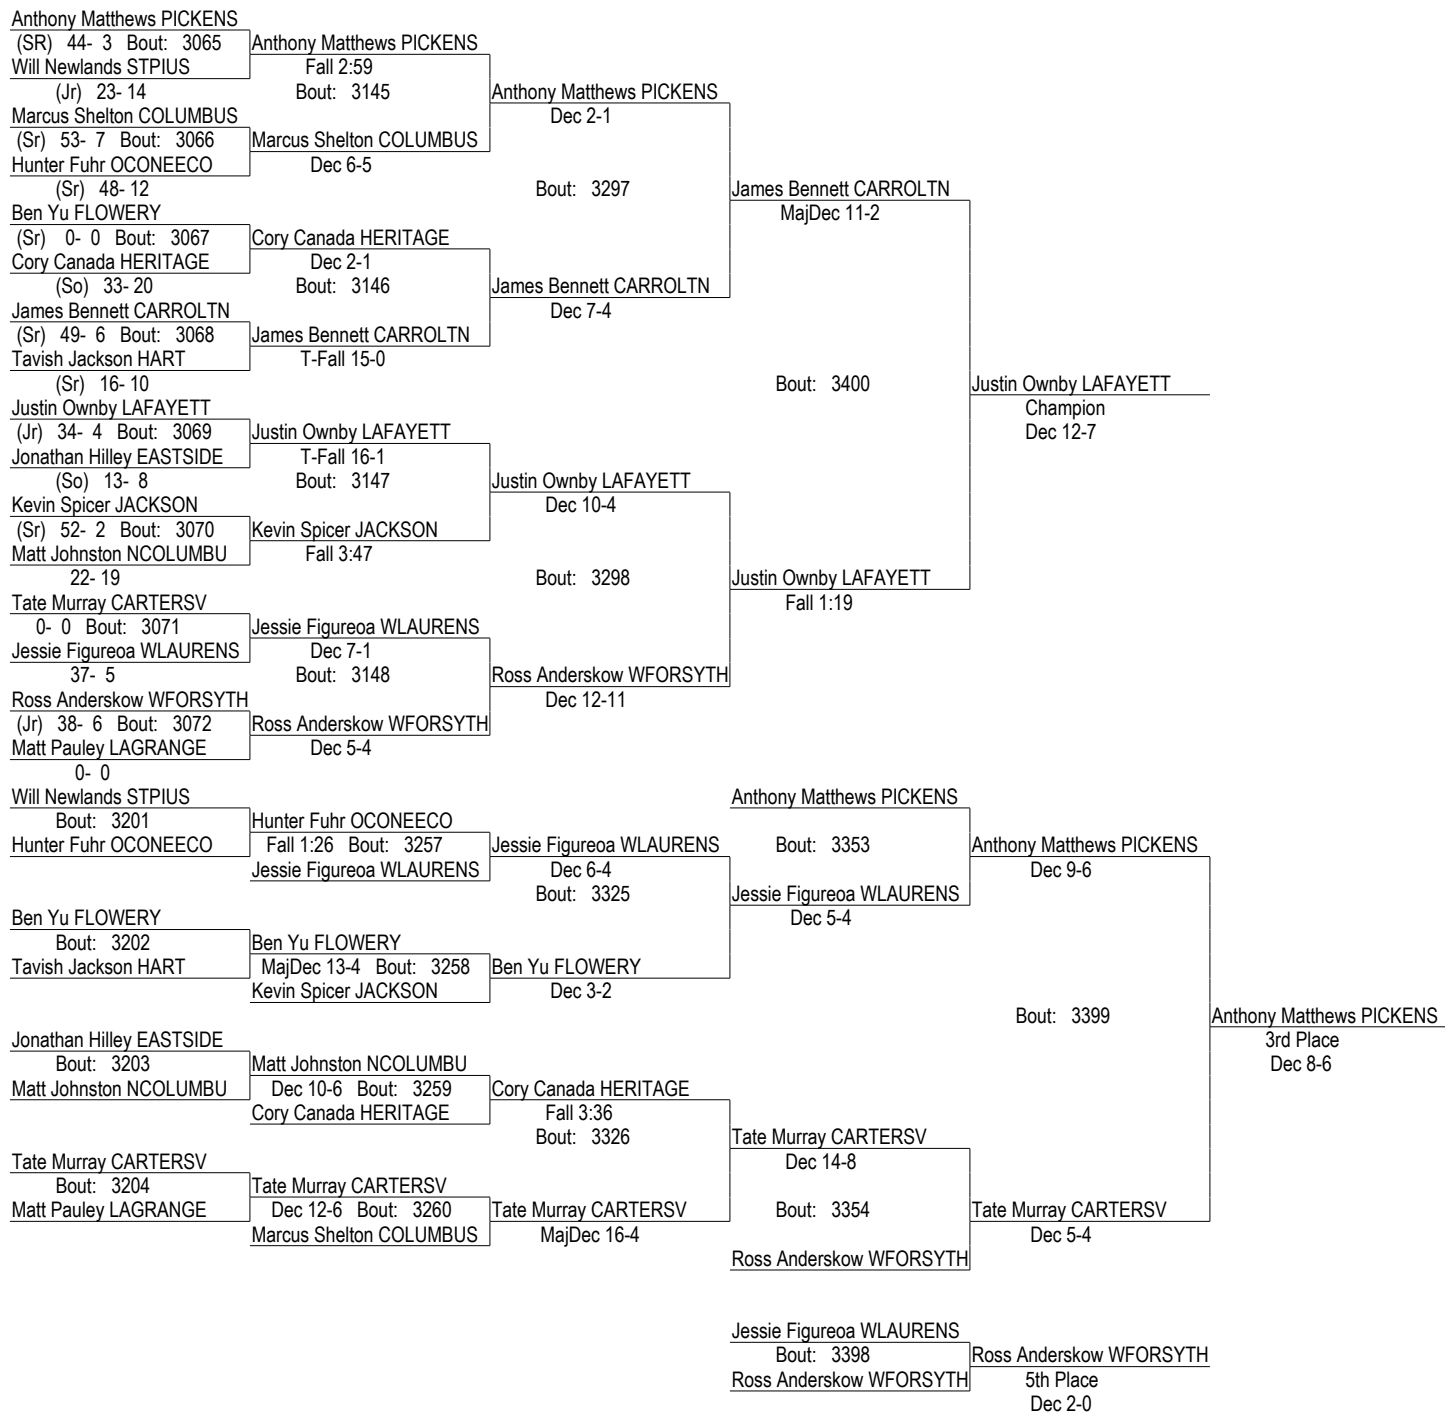 Anthony Matthews PICKENS
(SR) 44- 3 Bout: 3065 Anthony Matthews PICKENS
Will Newlands STPIUS Fall 2:59
(Jr) 23- 14 Bout: 3145 Anthony Matthews PICKENS
Marcus Shelton COLUMBUS Dec 2-1
(Sr) 53- 7 Bout: 3066 Marcus Shelton COLUMBUS
Hunter Fuhr OCONEECO Dec 6-5
(Sr) 48- 12 Bout: 3297 James Bennett CARROLTN
Ben Yu FLOWERY MajDec 11-2
(Sr) 0- 0 Bout: 3067 Cory Canada HERITAGE
Cory Canada HERITAGE Dec 2-1
(So) 33- 20 Bout: 3146 James Bennett CARROLTN
James Bennett CARROLTN Dec 7-4
(Sr) 49- 6 Bout: 3068 James Bennett CARROLTN
Tavish Jackson HART T-Fall 15-0
(Sr) 16- 10 Bout: 3400 Justin Ownby LAFAYETT
Justin Ownby LAFAYETT Champion
(Jr) 34- 4 Bout: 3069 Justin Ownby LAFAYETT Dec 12-7
Jonathan Hilley EASTSIDE T-Fall 16-1
(So) 13- 8 Bout: 3147 Justin Ownby LAFAYETT
Kevin Spicer JACKSON Dec 10-4
(Sr) 52- 2 Bout: 3070 Kevin Spicer JACKSON
Matt Johnston NCOLUMBU Fall 3:47
22- 19 Bout: 3298 Justin Ownby LAFAYETT
Tate Murray CARTERSV Fall 1:19
0- 0 Bout: 3071 Jessie Figureoa WLAURENS
Jessie Figureoa WLAURENS Dec 7-1
37- 5 Bout: 3148 Ross Anderskow WFORSYTH
Ross Anderskow WFORSYTH Dec 12-11
(Jr) 38- 6 Bout: 3072 Ross Anderskow WFORSYTH
Matt Pauley LAGRANGE Dec 5-4
0- 0
Will Newlands STPIUS Anthony Matthews PICKENS
Bout: 3201 Hunter Fuhr OCONEECO
Hunter Fuhr OCONEECO Fall 1:26 Bout: 3257 Jessie Figureoa WLAURENS Bout: 3353 Anthony Matthews PICKENS
Jessie Figureoa WLAURENS Dec 6-4 Dec 9-6
Bout: 3325 Jessie Figureoa WLAURENS
Ben Yu FLOWERY Dec 5-4
Bout: 3202 Ben Yu FLOWERY
Tavish Jackson HART MajDec 13-4 Bout: 3258 Ben Yu FLOWERY
Kevin Spicer JACKSON Dec 3-2
Bout: 3399 Anthony Matthews PICKENS
Jonathan Hilley EASTSIDE 3rd Place
Bout: 3203 Matt Johnston NCOLUMBU Dec 8-6
Matt Johnston NCOLUMBU Dec 10-6 Bout: 3259 Cory Canada HERITAGE
Cory Canada HERITAGE Fall 3:36
Bout: 3326 Tate Murray CARTERSV
Tate Murray CARTERSV Dec 14-8
Bout: 3204 Tate Murray CARTERSV
Matt Pauley LAGRANGE Dec 12-6 Bout: 3260 Tate Murray CARTERSV Bout: 3354 Tate Murray CARTERSV
Marcus Shelton COLUMBUS MajDec 16-4 Dec 5-4
Ross Anderskow WFORSYTH
Jessie Figureoa WLAURENS
Bout: 3398 Ross Anderskow WFORSYTH
Ross Anderskow WFORSYTH 5th Place
Dec 2-0